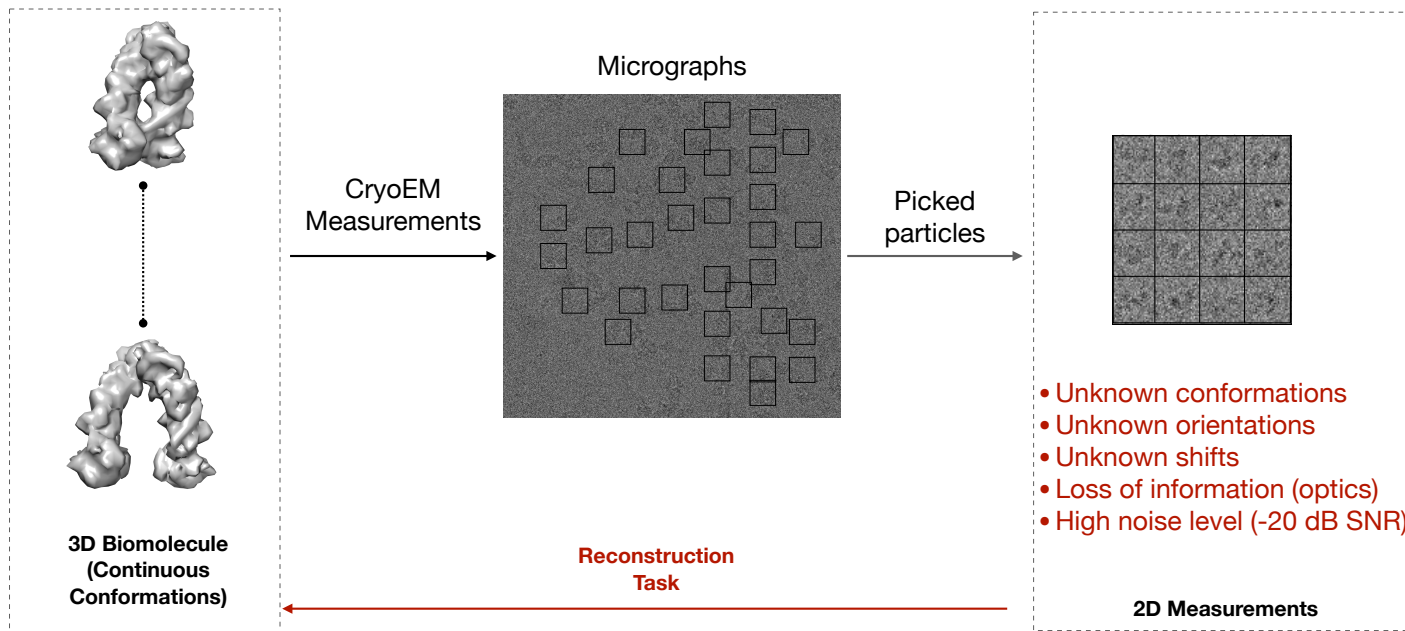 Micrographs
CryoEM
Measurements
Picked
particles
• Unknown conformations
• Unknown orientations
• Unknown shifts
• Loss of information (optics)
• High noise level (-20 dB SNR)
3D Biomolecule
(Continuous
Conformations)
Reconstruction
Task
2D Measurements